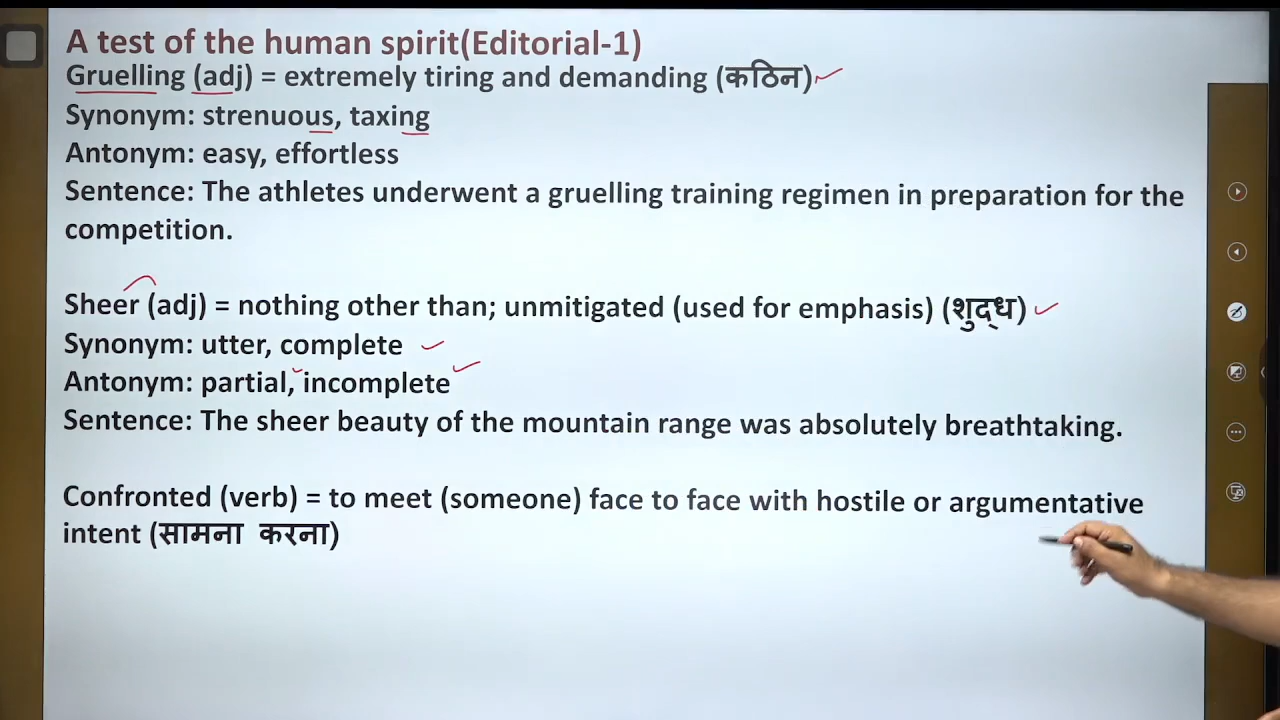 A test of the human spirit(Editorial-1)
Gruelling (adj) = extremely tiring and demanding (कठिन)
Synonym: strenuous, taxing
Antonym: easy, effortless
Sentence: The athletes underwent a gruelling training regimen in preparation for the
competition.
Sheer (adj) = nothing other than; unmitigated (used for emphasis) (शुद्ध)
Synonym: utter, complete
Antonym: partial, incomplete
Sentence: The sheer beauty of the mountain range was absolutely breathtaking.
Confronted (verb) = to meet (someone) face to face with hostile or argumentative
intent (सामना करना)